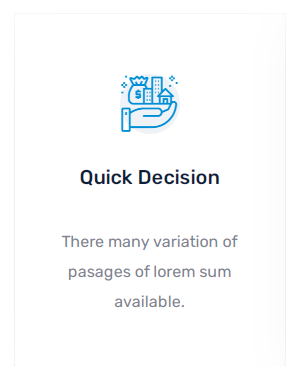 $
Quick Decision
There many variation of
pasages of lorem sum
available.